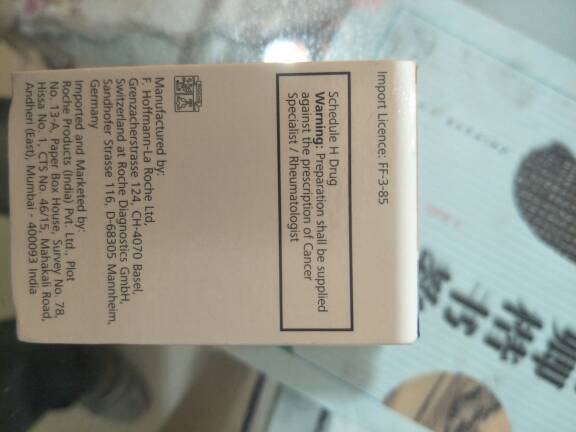 Import Licence: FF-3-85
Schedule H Drug
Warning: Preparation shall be supplied
against the prescription of Cancer
Specialist / Rheumatologist
Manufactured by:
F. Hoffmann-La Roche Ltd,
Grenzacherstrasse 124, CH-4070 Basel,
Switzerland at Roche Diagnostics GmbH,
Sandhofer Strasse 116, D-68305 Mannheim,
Germany
Imported and Marketed by:
Roche Products (India) Pvt. Ltd., Plot
No. 13-A, Paper Box House, Survey No. 78,
Hissa No. 1, CTS No. 46/15, Mahakali Road,
Andheri (East), Mumbai - 400093 India